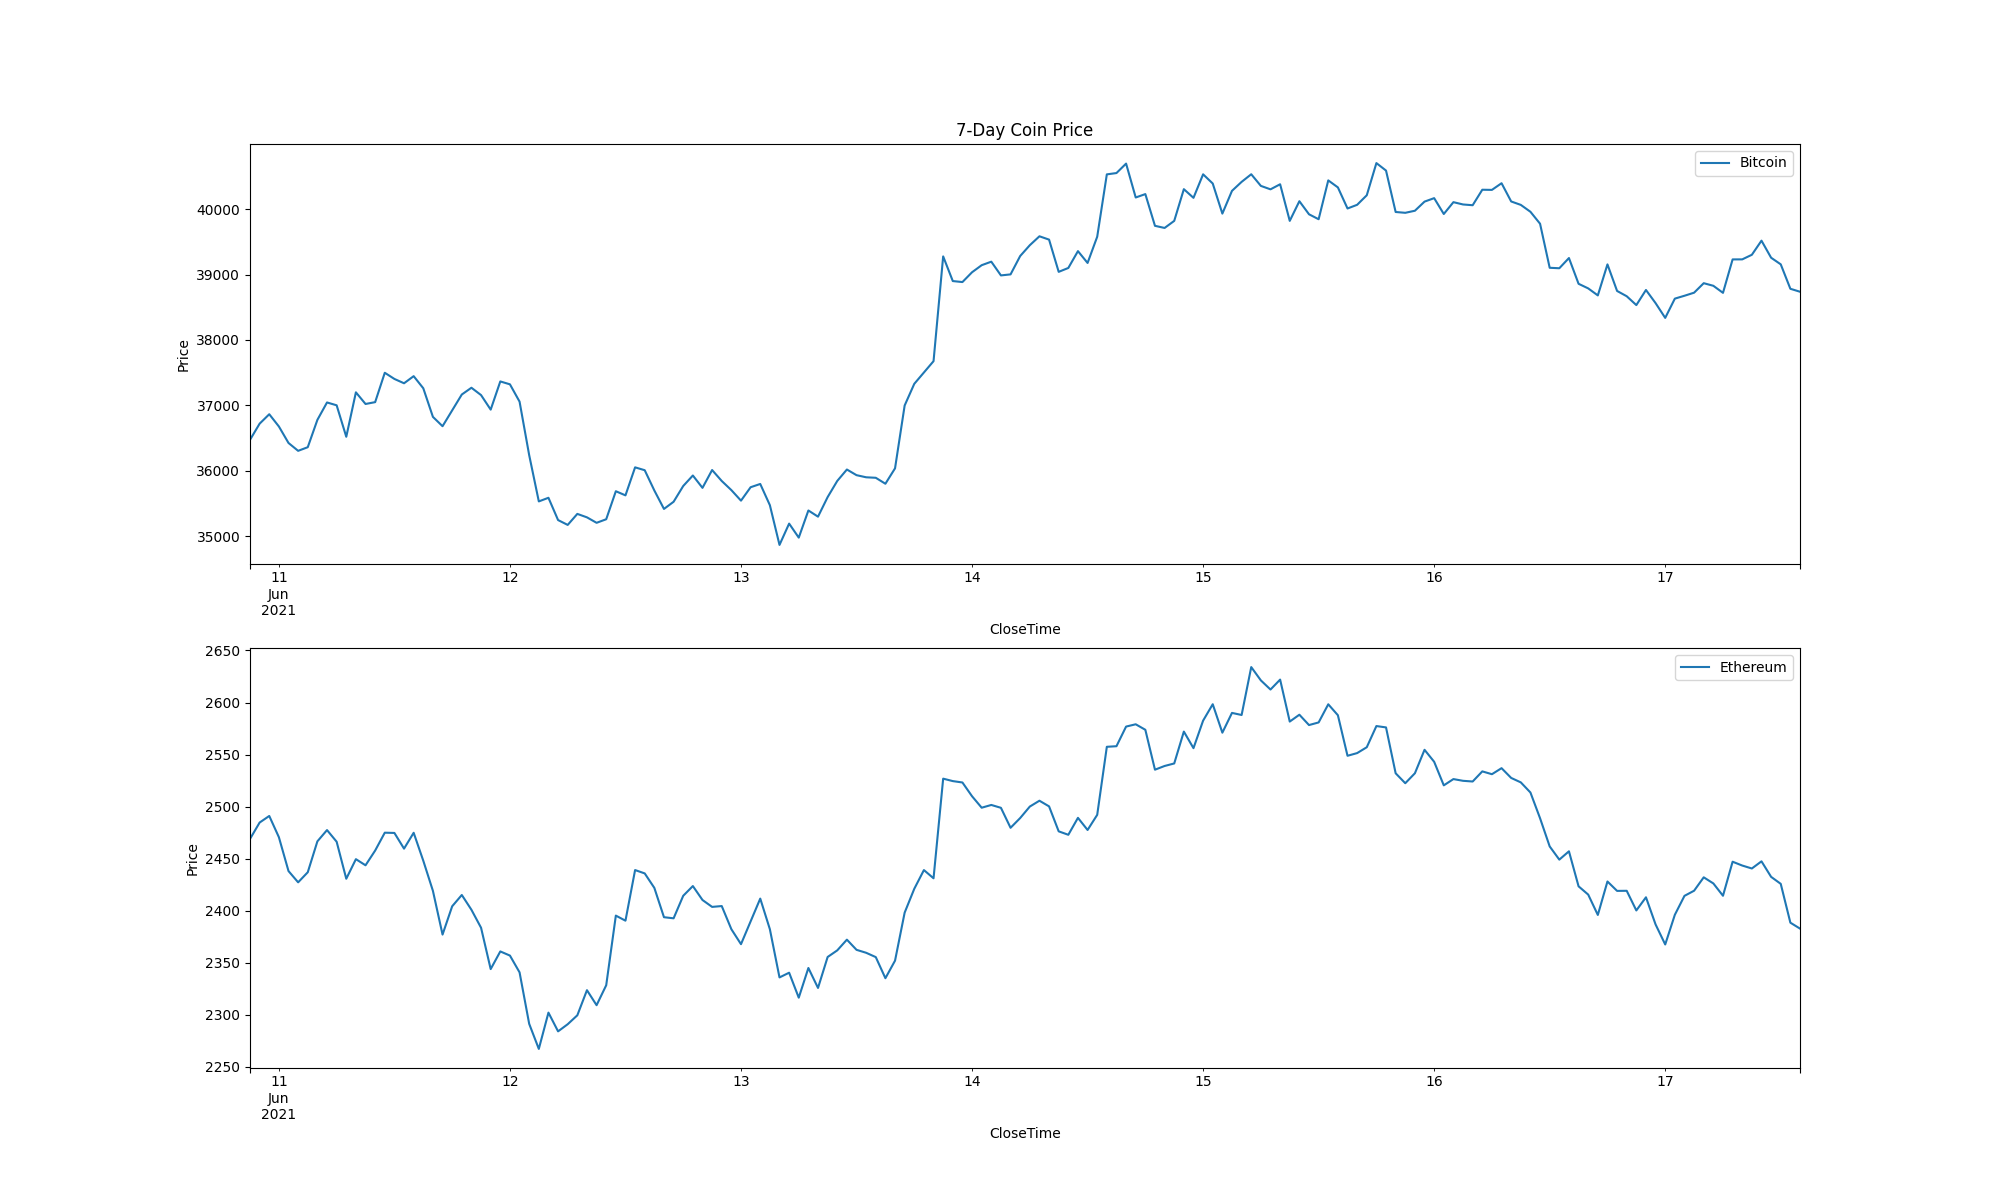 7-Day Coin Price
Bitcoin
40000
39000
38000
37000
36000
35000
Price
11 12 13 14 15 16 17
Jun
2021
CloseTime
Ethereum
2650
2600
2550
2500
2450
2400
2350
2300
2250
Price
11 12 13 14 15 16 17
Jun
2021
CloseTime